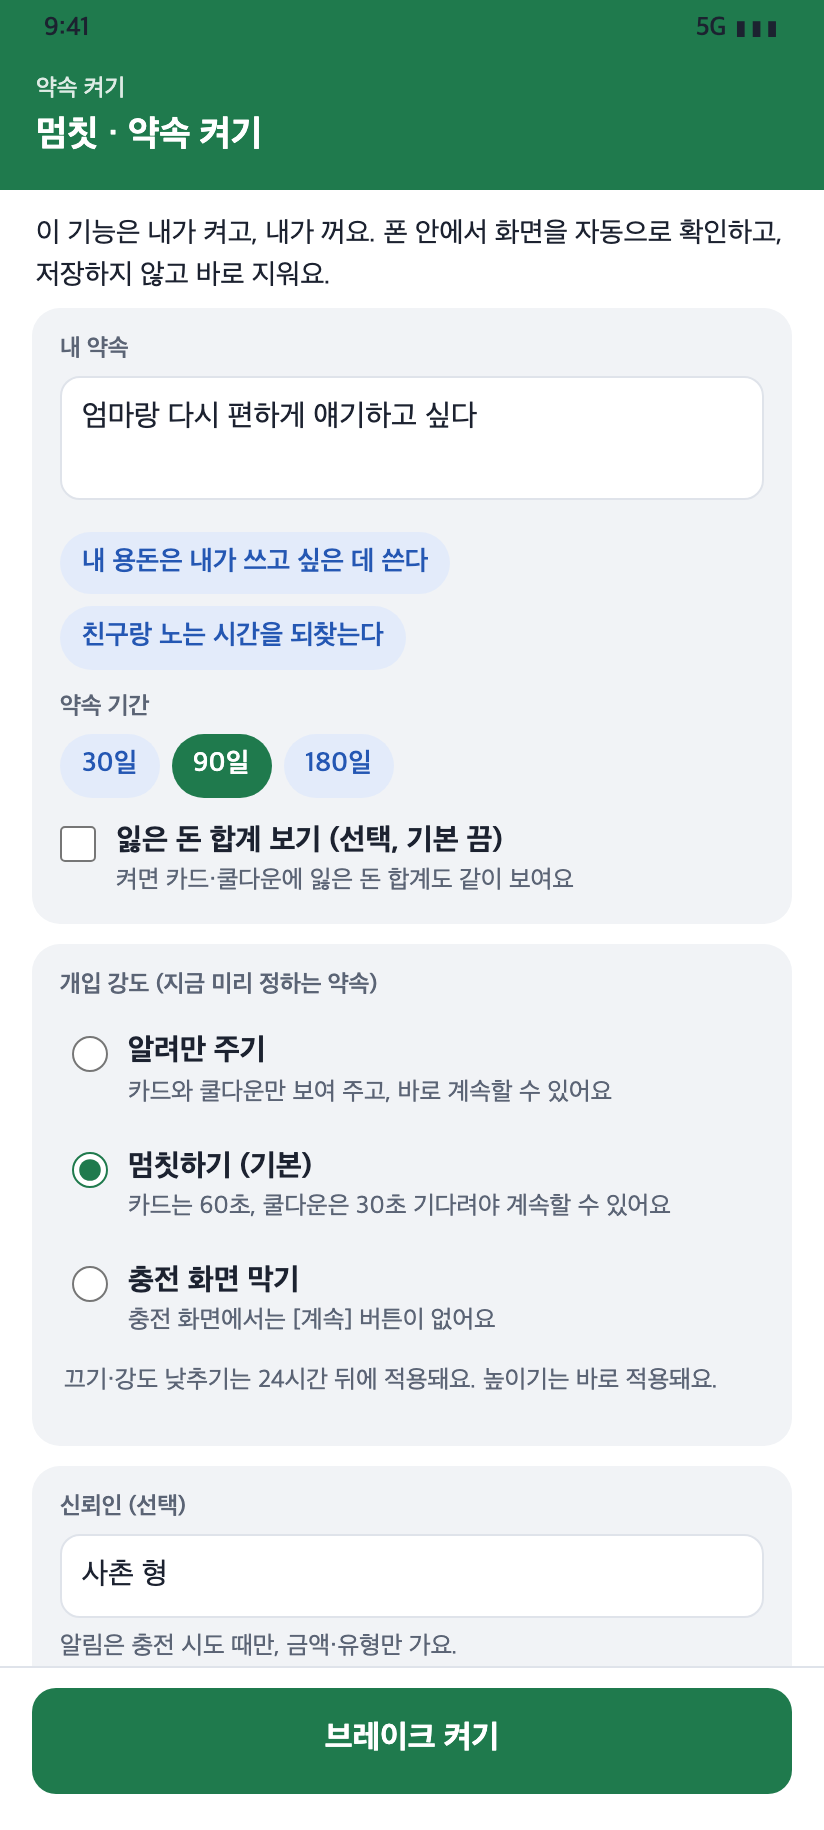 9:41
5G
약속 켜기
멈칫 · 약속 켜기
이 기능은 내가 켜고, 내가 꺼요. 폰 안에서 화면을 자동으로 확인하고,
저장하지 않고 바로 지워요.
내 약속
엄마랑 다시 편하게 얘기하고 싶다
내 용돈은 내가 쓰고 싶은 데 쓴다
친구랑 노는 시간을 되찾는다
약속 기간
30일 90일 180일
잃은 돈 합계 보기 (선택, 기본 끔)
켜면 카드·쿨다운에 잃은 돈 합계도 같이 보여요
개입 강도 (지금 미리 정하는 약속)
알려만 주기
카드와 쿨다운만 보여 주고, 바로 계속할 수 있어요
멈칫하기 (기본)
카드는 60초, 쿨다운은 30초 기다려야 계속할 수 있어요
충전 화면 막기
충전 화면에서는 [계속] 버튼이 없어요
끄기·강도 낮추기는 24시간 뒤에 적용돼요. 높이기는 바로 적용돼요.
신뢰인 (선택)
사촌 형
알림은 충전 시도 때만, 금액·유형만 가요.
브레이크 켜기